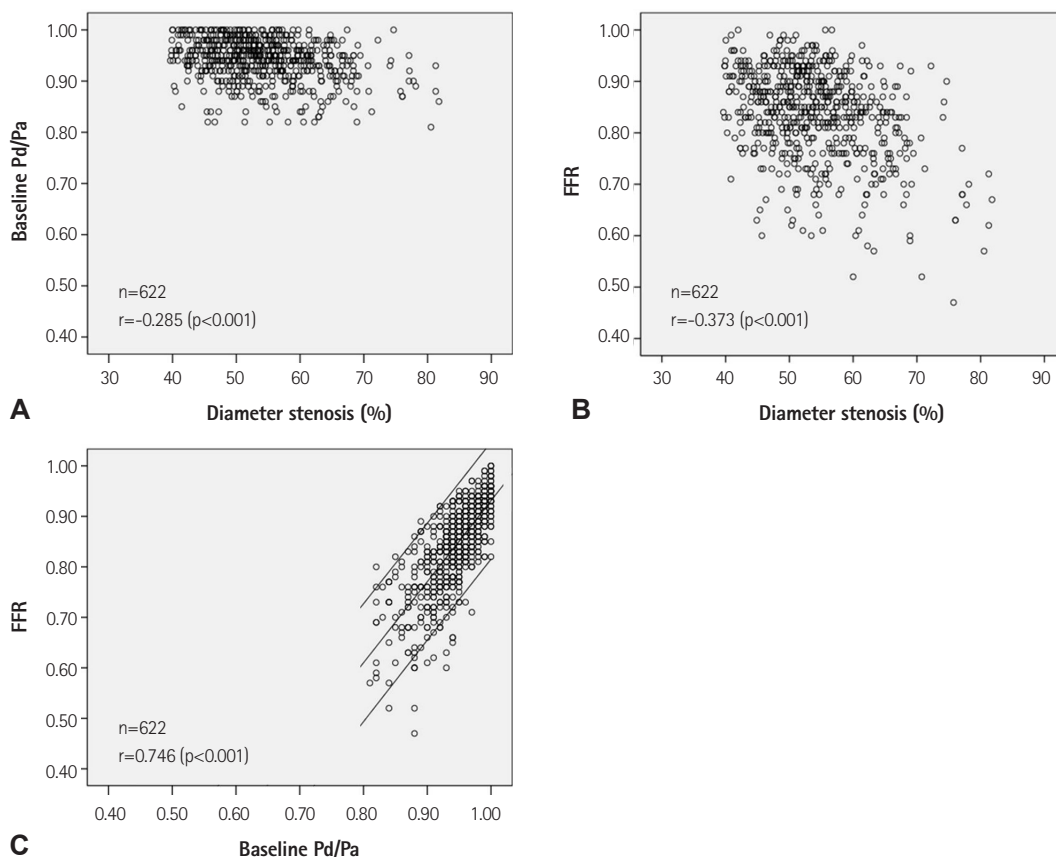 1.00
0.90
0.80
0.70
0.60
0.50
0.40
Baseline Pd/Pa
n=622
r=-0.285 (p<0.001)
30 40 50 60 70 80 90
Diameter stenosis (%)
A
1.00
0.90
0.80
0.70
0.60
0.50
0.40
FFR
n=622
r=-0.373 (p<0.001)
30 40 50 60 70 80 90
Diameter stenosis (%)
B
1.00
0.90
0.80
0.70
0.60
0.50
0.40
FFR
n=622
r=0.746 (p<0.001)
0.40 0.50 0.60 0.70 0.80 0.90 1.00
Baseline Pd/Pa
C